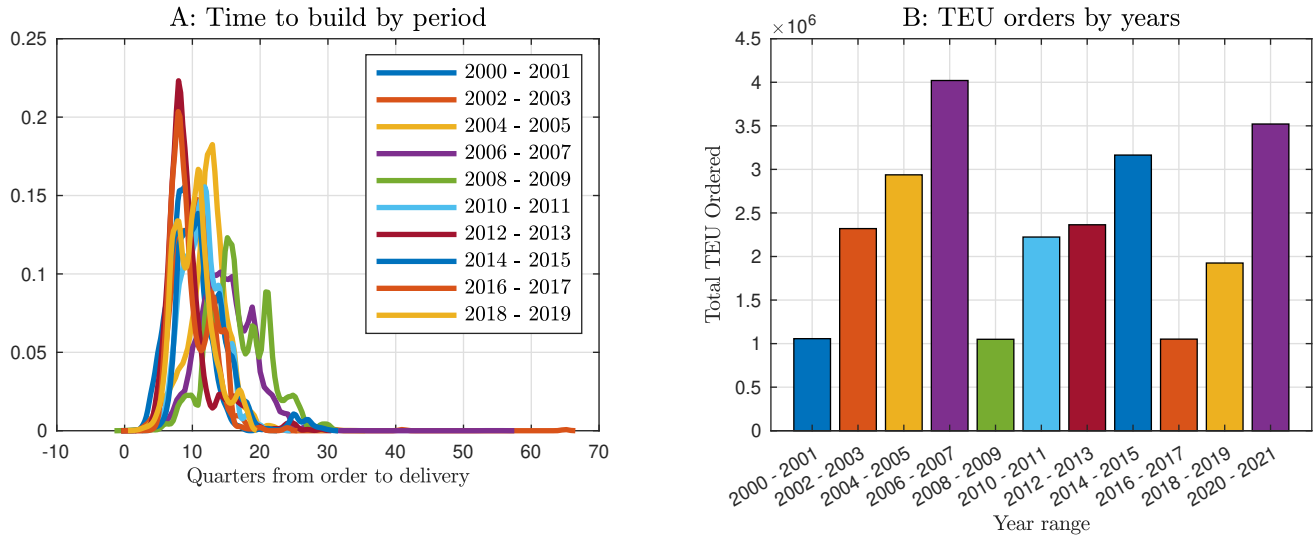 A: Time to build by period
0.25
0.2
0.15
0.1
0.05
0
-10 0 10 20 30 40 50 60 70
Quarters from order to delivery
2000 - 2001
2002 - 2003
2004 - 2005
2006 - 2007
2008 - 2009
2010 - 2011
2012 - 2013
2014 - 2015
2016 - 2017
2018 - 2019
B: TEU orders by years
×10⁶
4.5
4
3.5
3
2.5
2
1.5
1
0.5
0
Total TEU Ordered
2000 - 2001
2002 - 2003
2004 - 2005
2006 - 2007
2008 - 2009
2010 - 2011
2012 - 2013
2014 - 2015
2016 - 2017
2018 - 2019
2020 - 2021
Year range